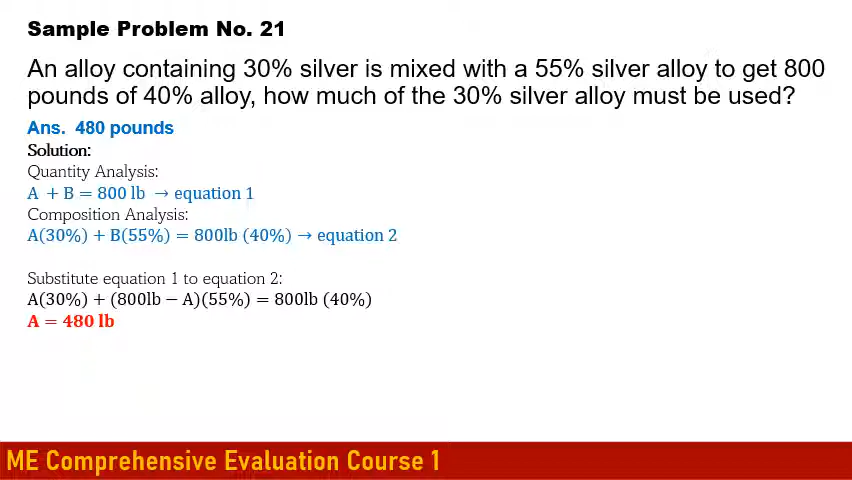 Sample Problem No. 21
An alloy containing 30% silver is mixed with a 55% silver alloy to get 800
pounds of 40% alloy, how much of the 30% silver alloy must be used?
Ans. 480 pounds
Solution:
Quantity Analysis:
A + B = 800 lb → equation 1
Composition Analysis:
A(30%) + B(55%) = 800lb (40%) → equation 2
Substitute equation 1 to equation 2:
A(30%) + (800lb − A)(55%) = 800lb (40%)
A = 480 lb
ME Comprehensive Evaluation Course 1